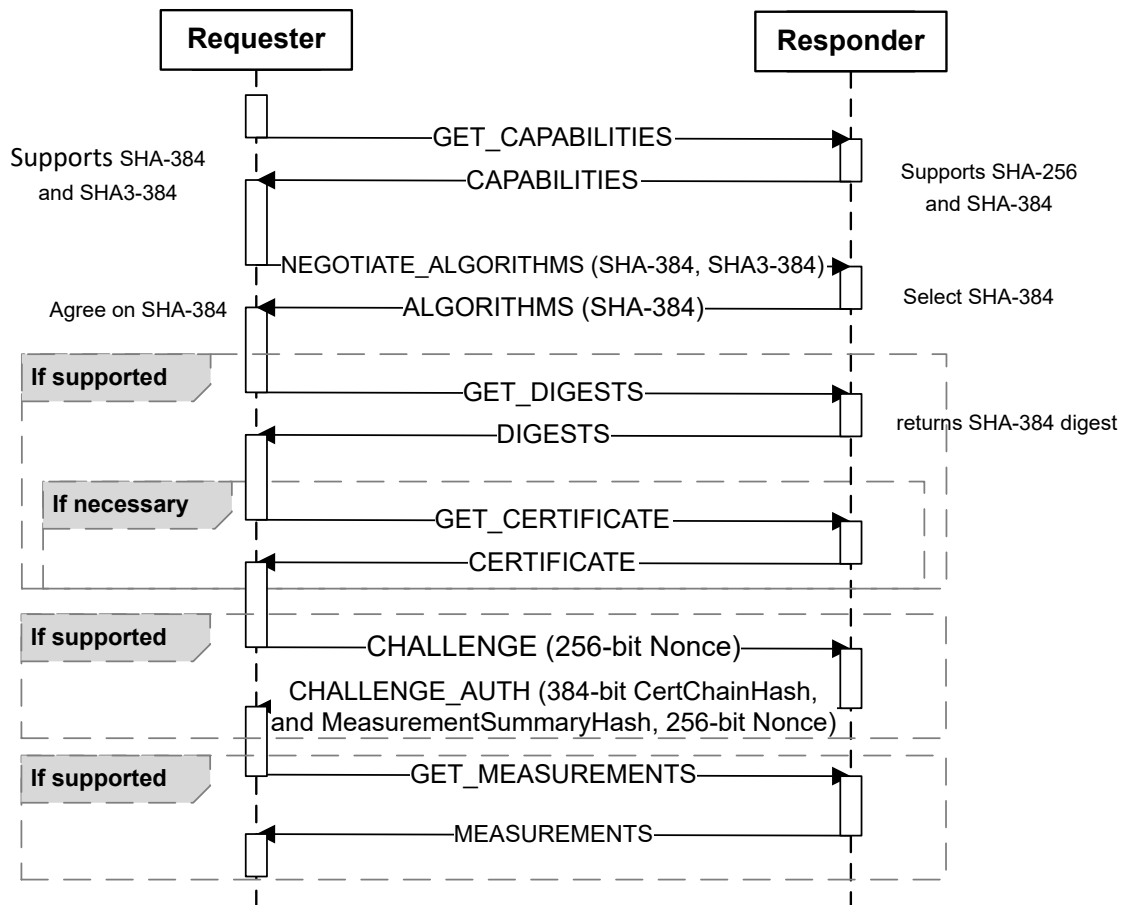 Requester
Responder
GET_CAPABILITIES
Supports SHA-384
and SHA3-384
CAPABILITIES
Supports SHA-256
and SHA-384
NEGOTIATE_ALGORITHMS (SHA-384, SHA3-384)
Agree on SHA-384
ALGORITHMS (SHA-384)
Select SHA-384
If supported
GET_DIGESTS
DIGESTS
returns SHA-384 digest
If necessary
GET_CERTIFICATE
CERTIFICATE
If supported
CHALLENGE (256-bit Nonce)
CHALLENGE_AUTH (384-bit CertChainHash,
and MeasurementSummaryHash, 256-bit Nonce)
If supported
GET_MEASUREMENTS
MEASUREMENTS